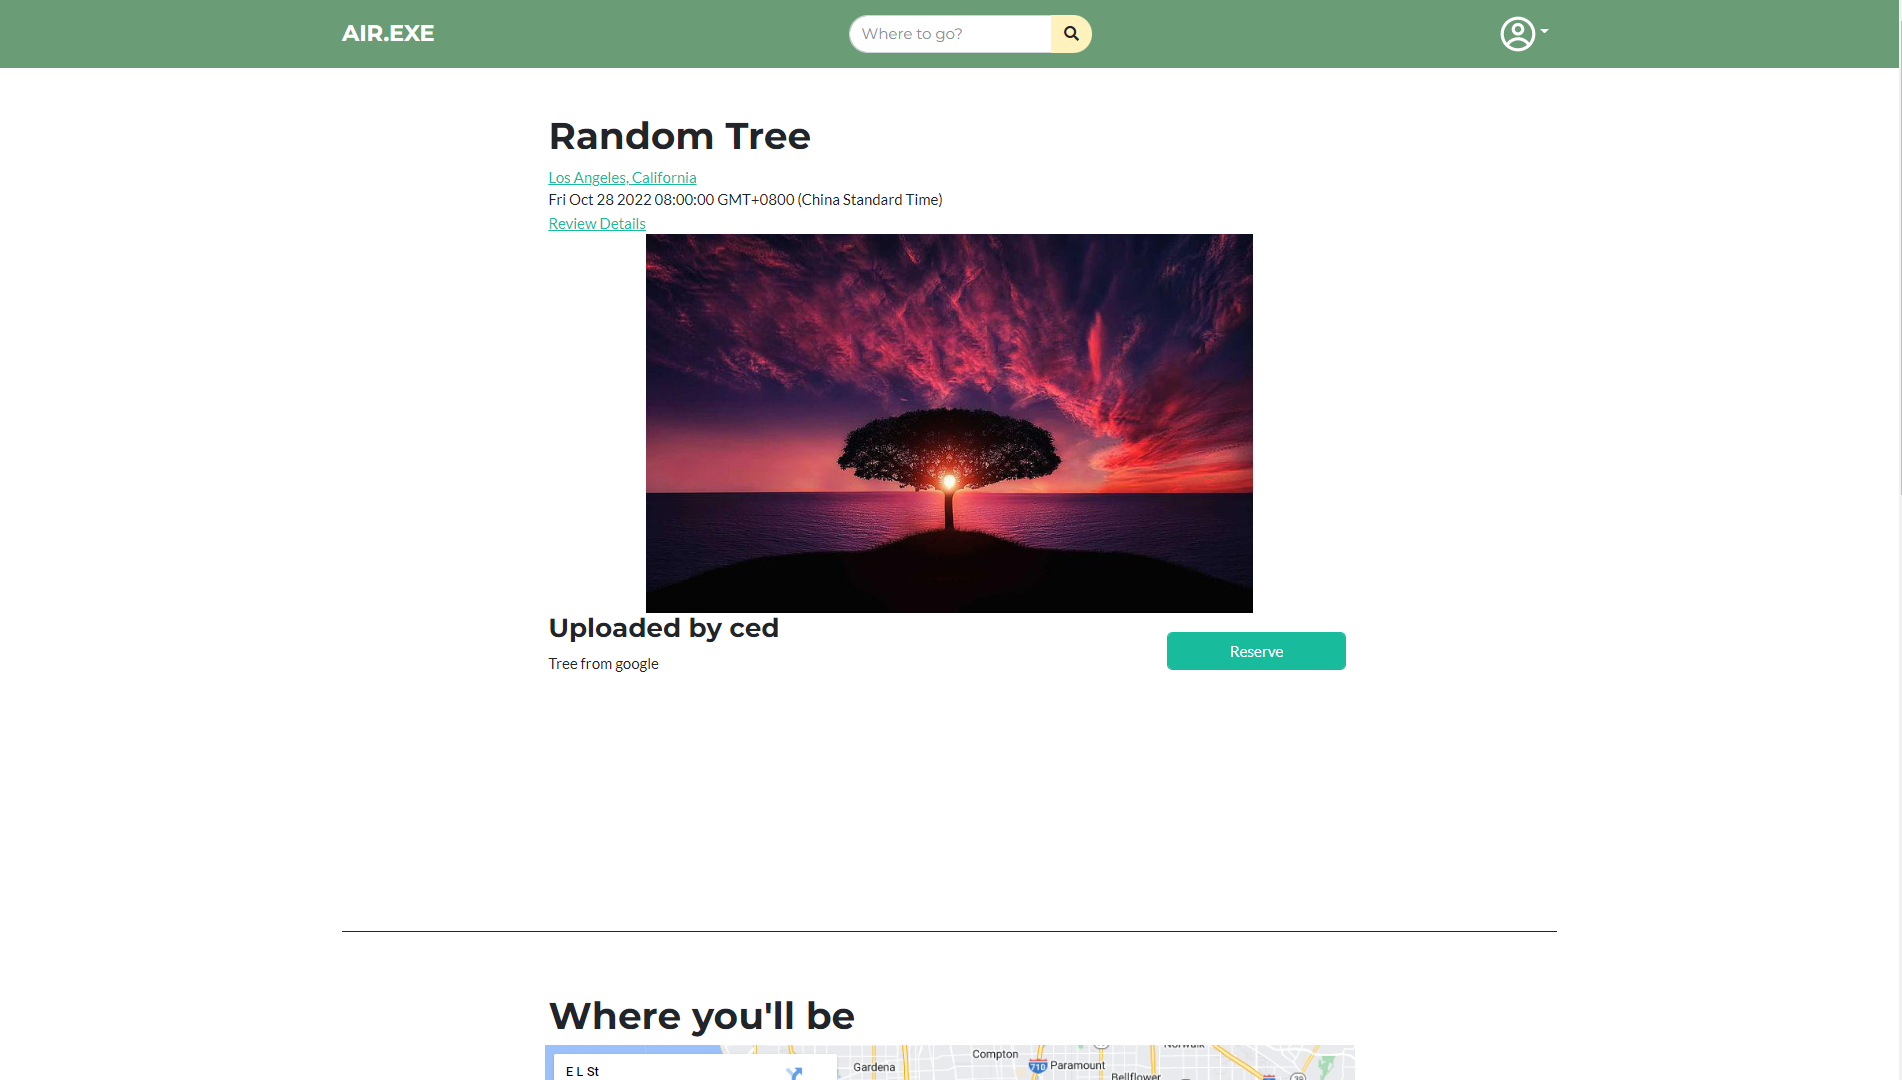 AIR.EXE
Where to go?
Random Tree
Los Angeles, California
Fri Oct 28 2022 08:00:00 GMT+0800 (China Standard Time)
Review Details
Uploaded by ced
Tree from google
Reserve
Where you'll be
E L St
Compton
Gardena
710
Paramount
Norwalk
Bellflower
39